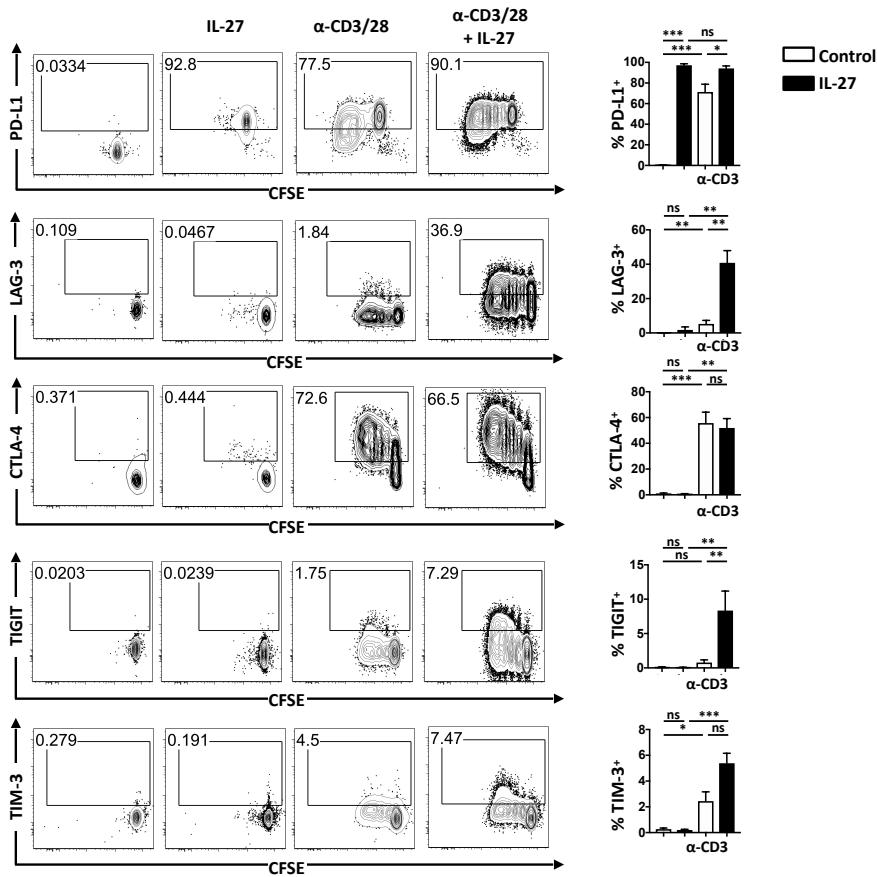 IL-27
α-CD3/28
α-CD3/28
+ IL-27
0.0334
92.8
77.5
90.1
PD-L1
CFSE
*** ns
*** *
% PD-L1+
100
80
60
40
20
0
α-CD3
Control
IL-27
0.109
0.0467
1.84
36.9
LAG-3
CFSE
ns **
** **
% LAG-3+
60
40
20
0
α-CD3
0.371
0.444
72.6
66.5
CTLA-4
CFSE
ns **
*** ns
% CTLA-4+
80
60
40
20
0
α-CD3
0.0203
0.0239
1.75
7.29
TIGIT
CFSE
ns **
ns **
% TIGIT+
15
10
5
0
α-CD3
0.279
0.191
4.5
7.47
TIM-3
CFSE
ns ***
* ns
% TIM-3+
8
6
4
2
0
α-CD3